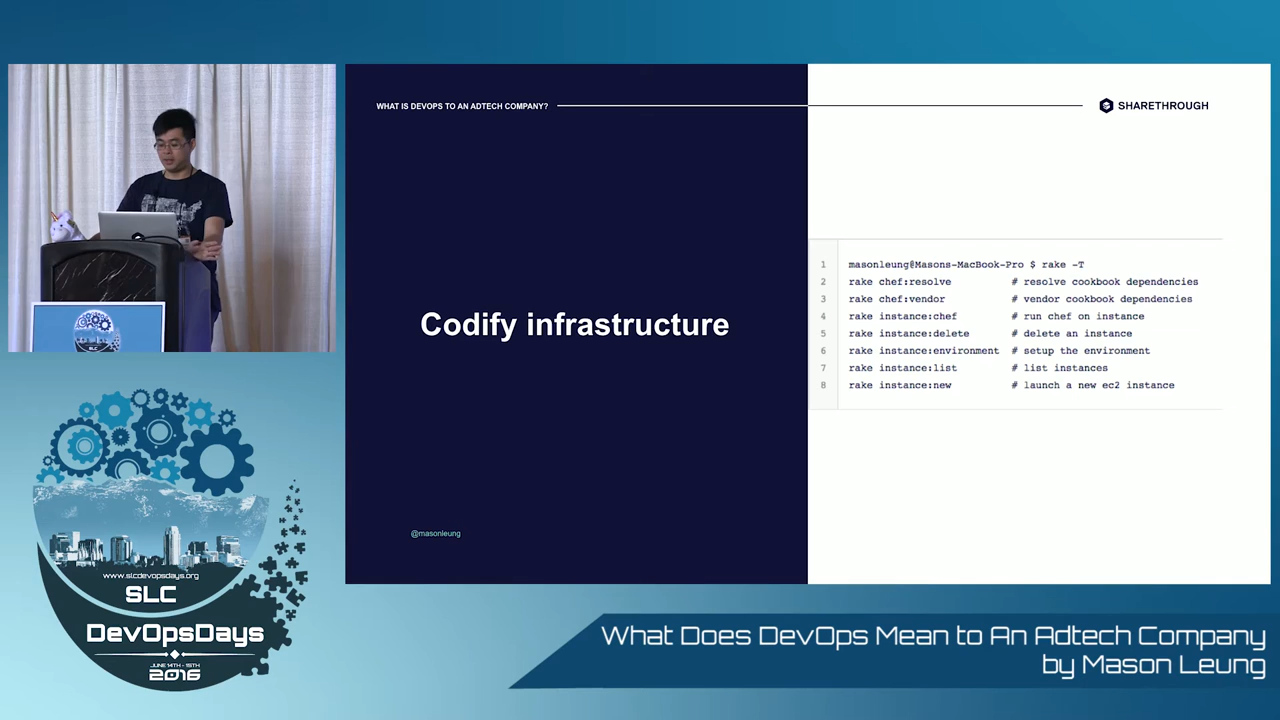 WHAT IS DEVOPS TO AN ADTECH COMPANY?
SHARETHROUGH
Codify infrastructure
1 masonleung@Masons-MacBook-Pro $ rake -T
2 rake chef:resolve # resolve cookbook dependencies
3 rake chef:vendor # vendor cookbook dependencies
4 rake instance:chef # run chef on instance
5 rake instance:delete # delete an instance
6 rake instance:environment # setup the environment
7 rake instance:list # list instances
8 rake instance:new # launch a new ec2 instance
@masonleung
SLC
www.slcdevopsdays.org
SLC
DevOpsDays
JUNE 14TH - 15TH
2016
What Does DevOps Mean to An Adtech Company
by Mason Leung